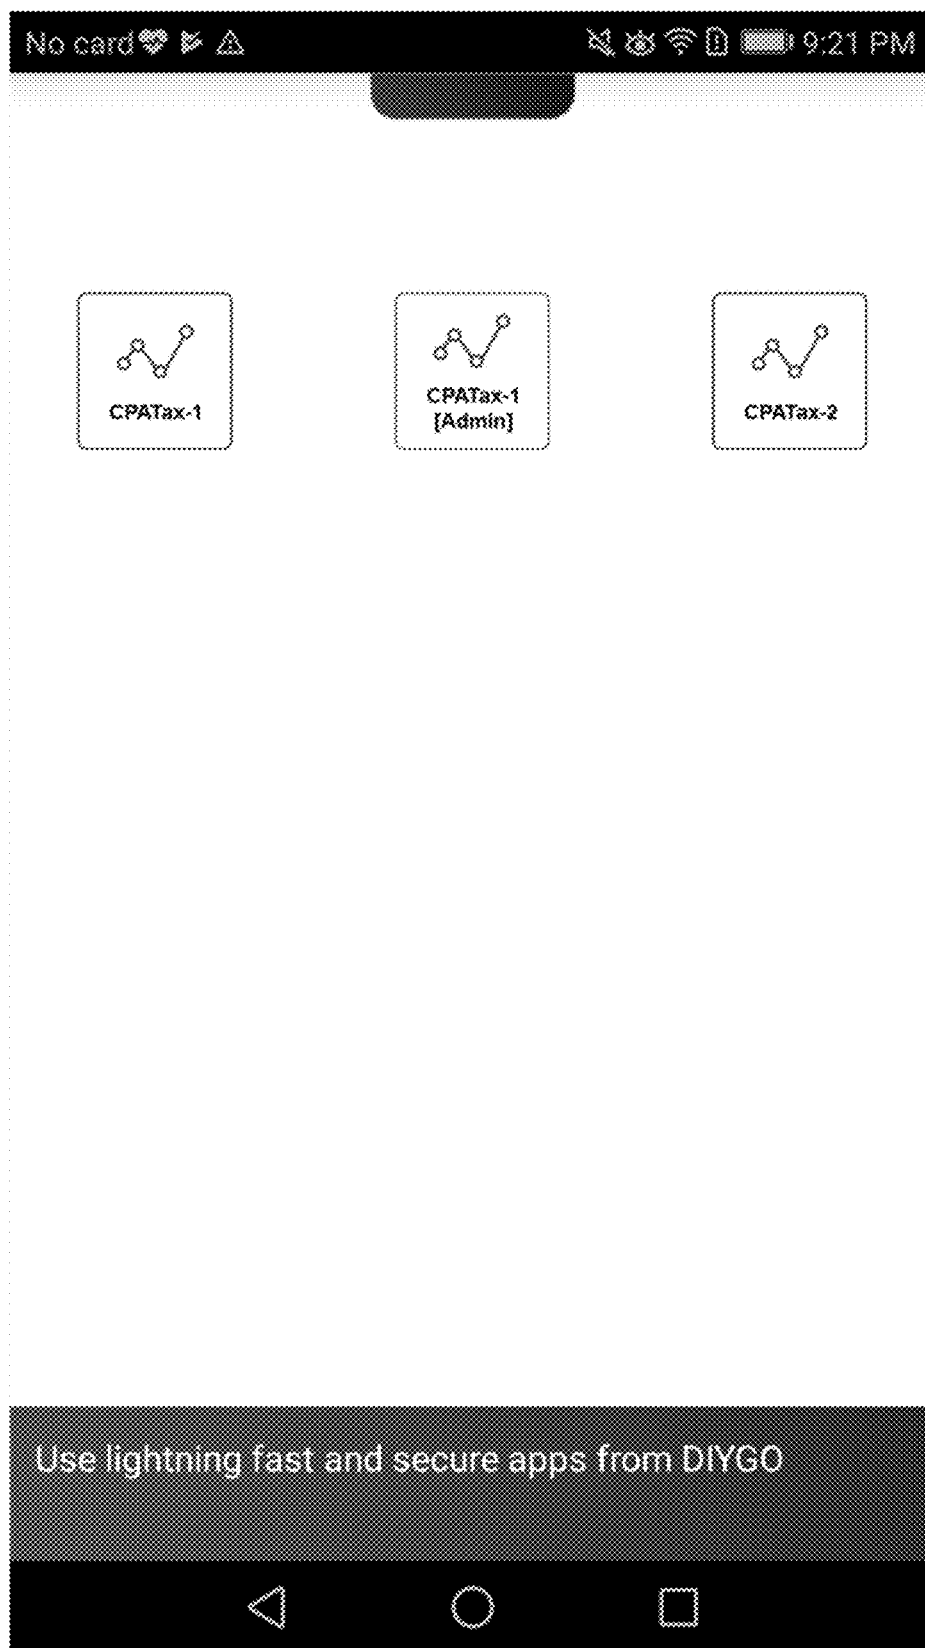 No card 9:21 PM
CPATax-1
CPATax-1
[Admin]
CPATax-2
Use lightning fast and secure apps from DIYGO